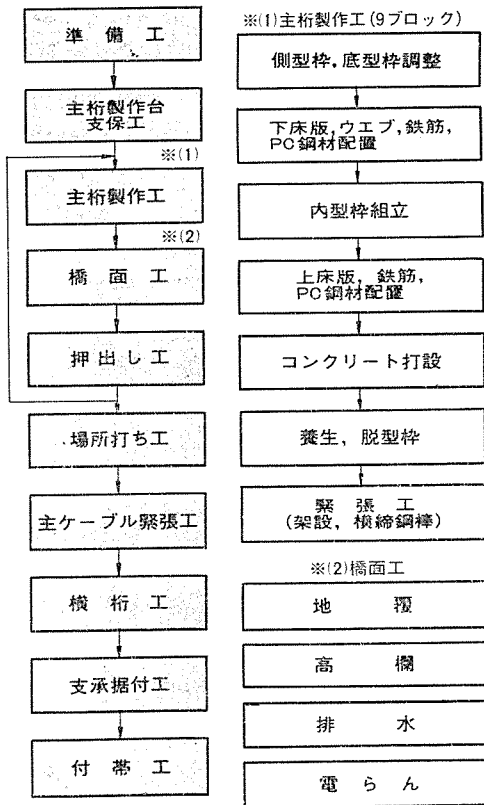 準備工
主桁製作台
支保工
※(1)
主桁製作工
※(2)
橋面工
押出し工
場所打ち工
主ケーブル緊張工
横桁工
支承据付工
付帯工
※(1)主桁製作工(9ブロック)
側型枠,底型枠調整
下床版,ウエブ,鉄筋,
PC鋼材配置
内型枠組立
上床版,鉄筋,
PC鋼材配置
コンクリート打設
養生,脱型枠
緊張工
(架設,横締鋼棒)
※(2)橋面工
地覆
高欄
排水
電らん